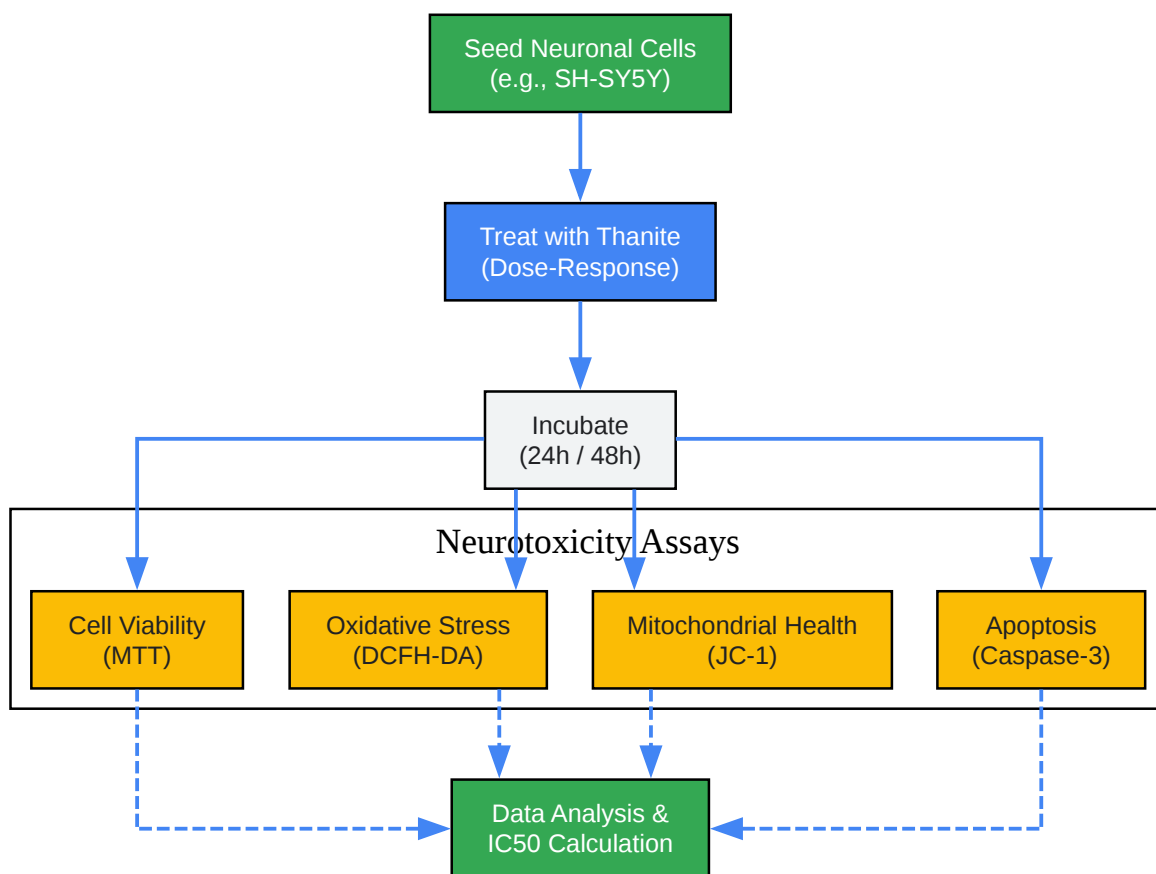 Seed Neuronal Cells
(e.g., SH-SY5Y)
Treat with Thanite
(Dose-Response)
Incubate
(24h / 48h)
Neurotoxicity Assays
Cell Viability
(MTT)
Oxidative Stress
(DCFH-DA)
Mitochondrial Health
(JC-1)
Apoptosis
(Caspase-3)
Data Analysis &
IC50 Calculation